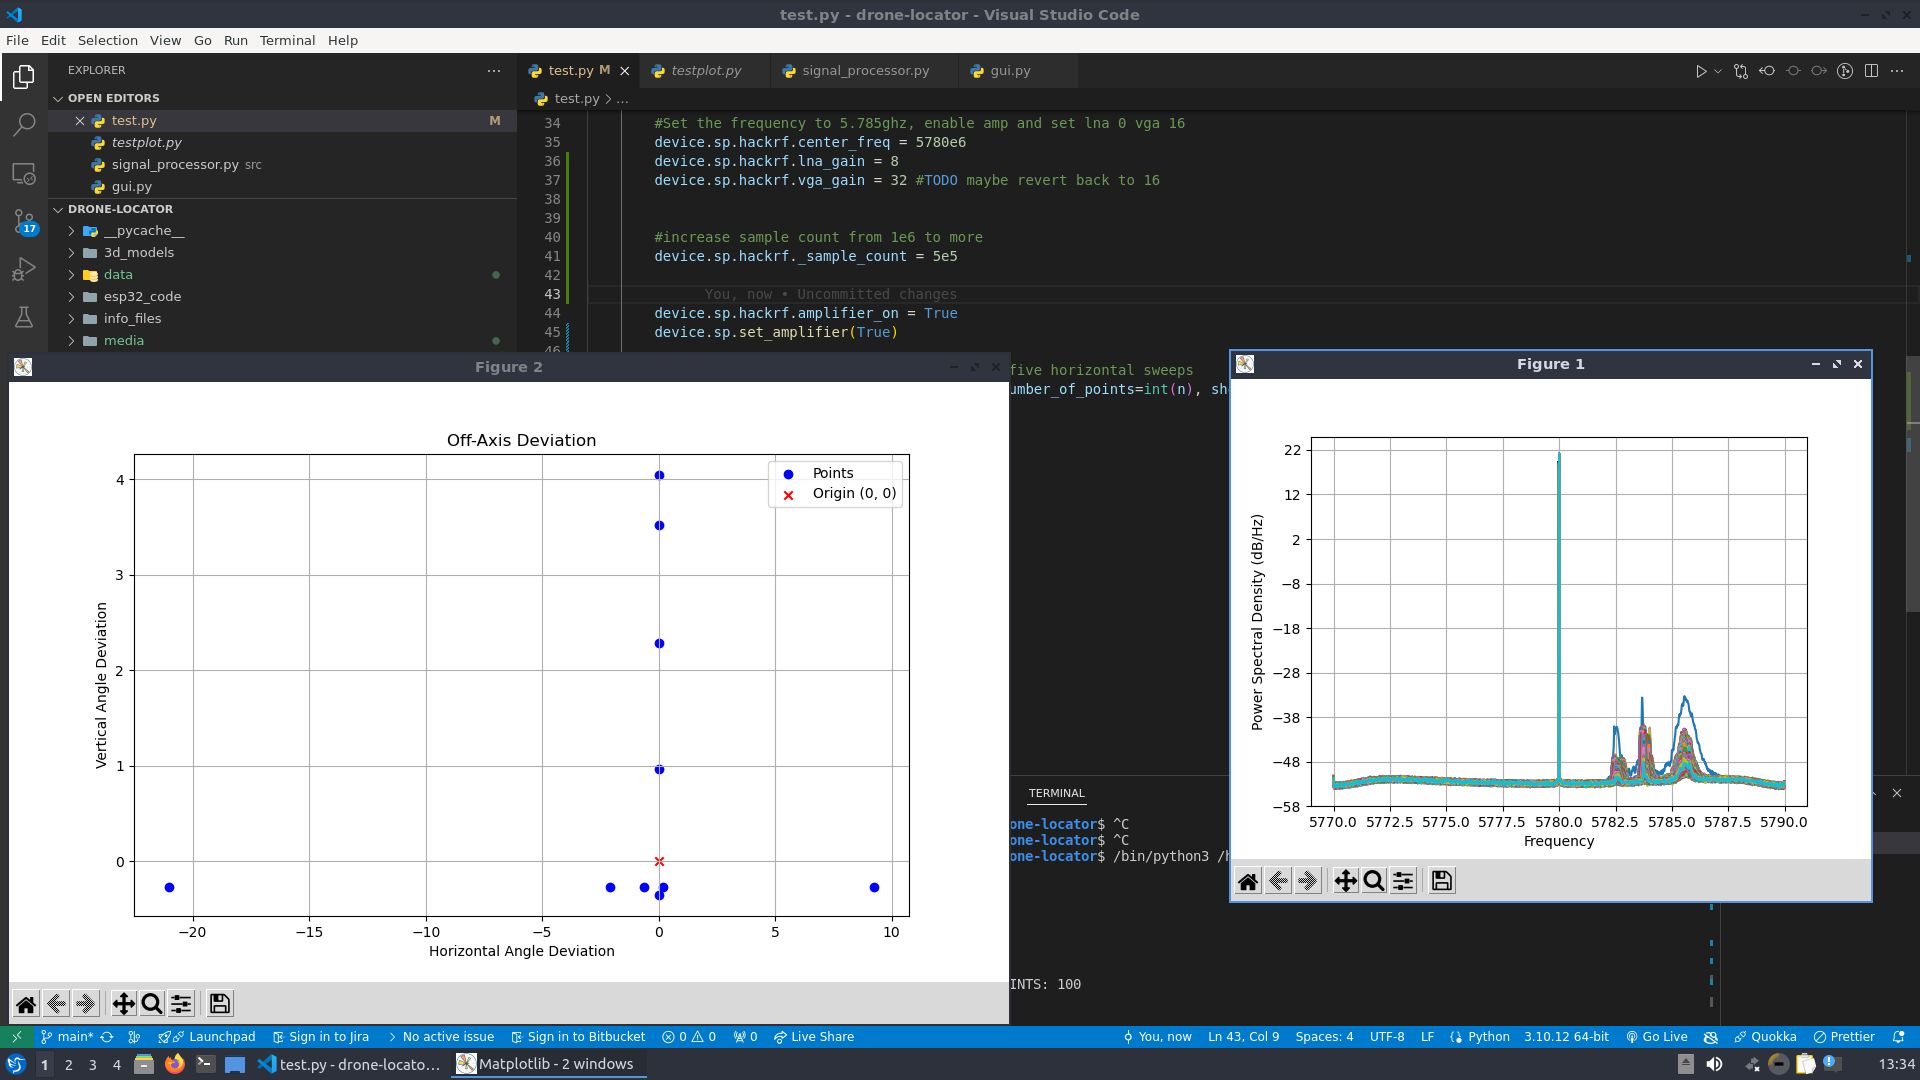 test.py - drone-locator - Visual Studio Code
File Edit Selection View Go Run Terminal Help
EXPLORER
OPEN EDITORS
test.py M
testplot.py
signal_processor.py src
gui.py
DRONE-LOCATOR
__pycache__
3d_models
data
esp32_code
info_files
media
17
test.py M testplot.py signal_processor.py gui.py
test.py > ...
34 #Set the frequency to 5.785ghz, enable amp and set lna 0 vga 16
35 device.sp.hackrf.center_freq = 5780e6
36 device.sp.hackrf.lna_gain = 8
37 device.sp.hackrf.vga_gain = 32 #TODO maybe revert back to 16
38
39
40 #increase sample count from 1e6 to more
41 device.sp.hackrf._sample_count = 5e5
42
43 You, now • Uncommitted changes
44 device.sp.hackrf.amplifier_on = True
45 device.sp.set_amplifier(True)
46
five horizontal sweeps
umber_of_points=int(n), sh
Figure 2
Off-Axis Deviation
Points
Origin (0, 0)
4
3
2
1
0
Vertical Angle Deviation
−20 −15 −10 −5 0 5 10
Horizontal Angle Deviation
Figure 1
22
12
2
−8
−18
−28
−38
−48
−58
Power Spectral Density (dB/Hz)
5770.0 5772.5 5775.0 5777.5 5780.0 5782.5 5785.0 5787.5 5790.0
Frequency
TERMINAL
one-locator$ ^C
one-locator$ ^C
one-locator$ /bin/python3 /h
INTS: 100
main* Launchpad Sign in to Jira No active issue Sign in to Bitbucket 0 0 0 Live Share You, now Ln 43, Col 9 Spaces: 4 UTF-8 LF Python 3.10.12 64-bit Go Live Quokka Prettier
1 2 3 4 test.py - drone-locato... Matplotlib - 2 windows 13:34